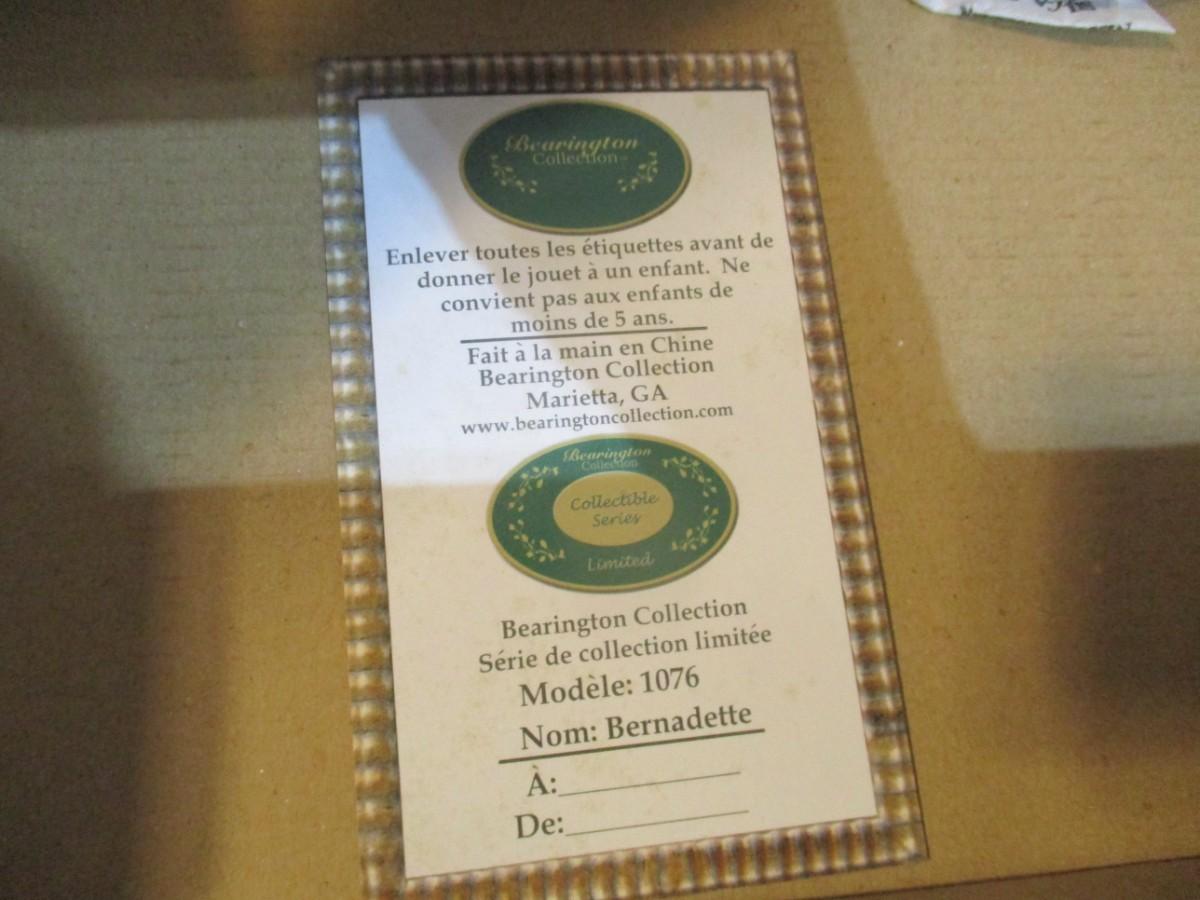 Bearington
Collection
Enlever toutes les étiquettes avant de
donner le jouet à un enfant. Ne
convient pas aux enfants de
moins de 5 ans.
Fait à la main en Chine
Bearington Collection
Marietta, GA
www.bearingtoncollection.com
Bearington
Collection
Collectible
Series
Limited
Bearington Collection
Série de collection limitée
Modèle: 1076
Nom: Bernadette
À:
De: